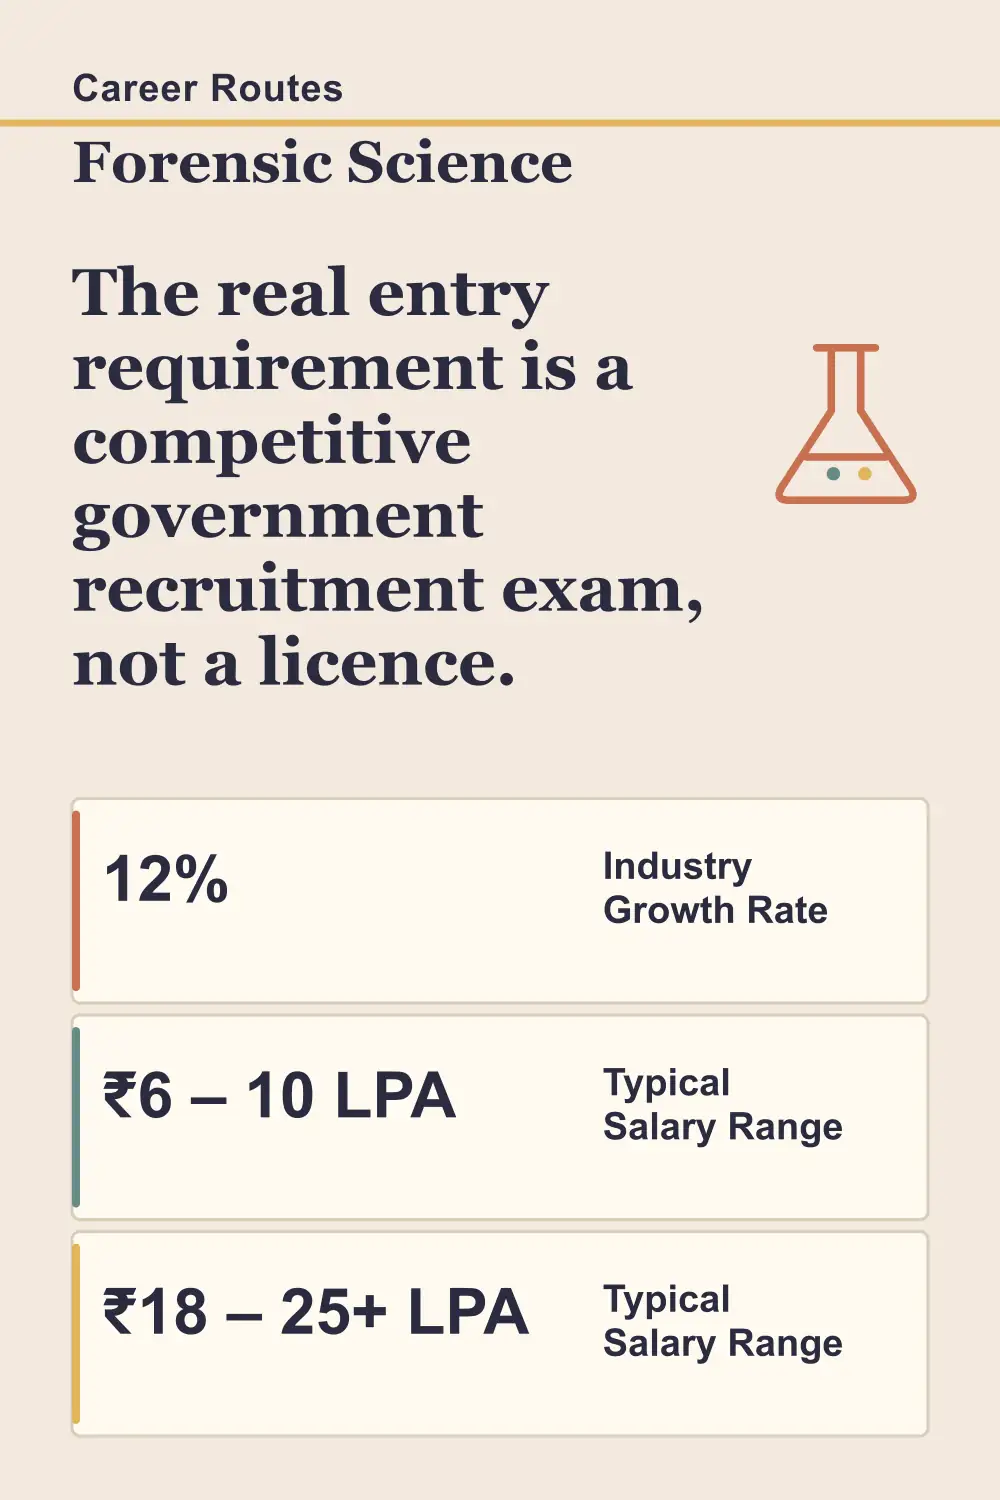 Career Routes
Forensic Science
The real entry
requirement is a
competitive
government
recruitment exam,
not a licence.
12%
Industry
Growth Rate
₹6 – 10 LPA
Typical
Salary Range
₹18 – 25+ LPA
Typical
Salary Range